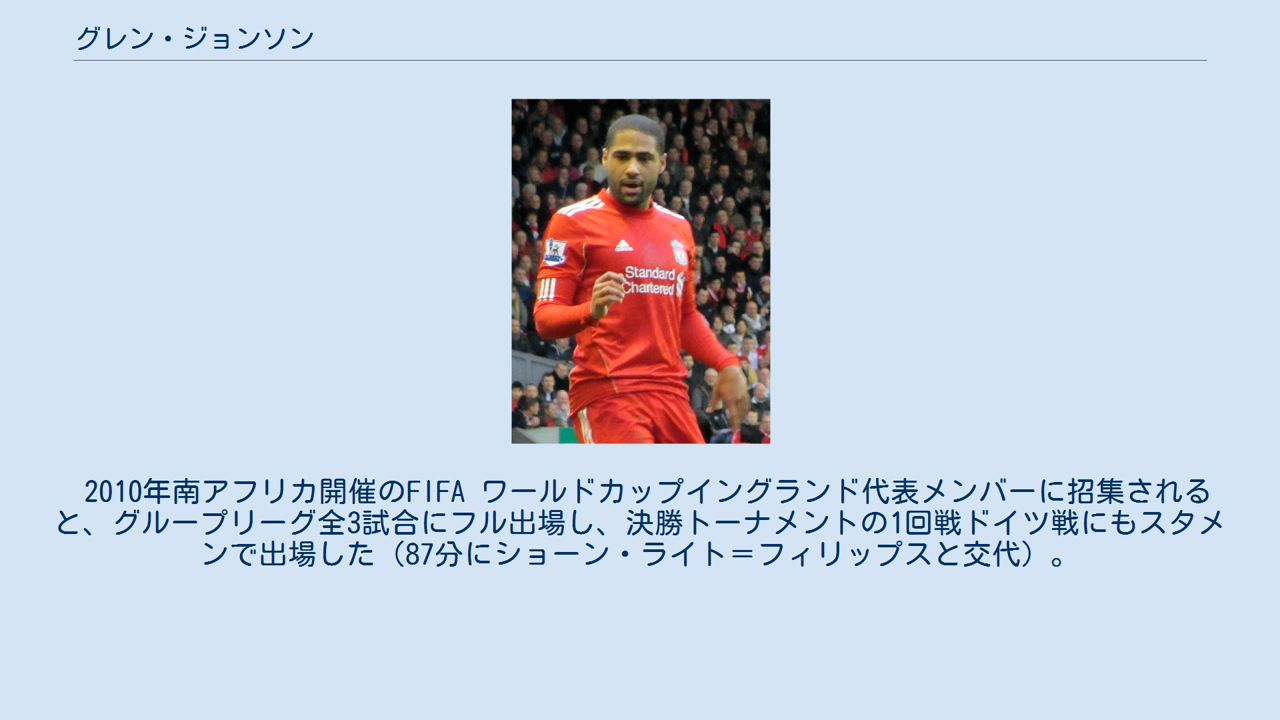 グレン・ジョンソン
Standard
Chartered
2010年南アフリカ開催のFIFA ワールドカップイングランド代表メンバーに招集される
と、グループリーグ全3試合にフル出場し、決勝トーナメントの1回戦ドイツ戦にもスタメ
ンで出場した（87分にショーン・ライト＝フィリップスと交代）。